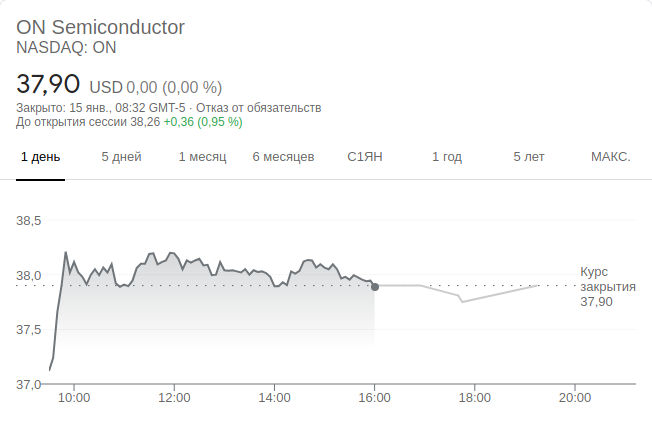 ON Semiconductor
NASDAQ: ON
37,90 USD 0,00 (0,00 %)
Закрыто: 15 янв., 08:32 GMT-5 · Отказ от обязательств
До открытия сессии 38,26 +0,36 (0,95 %)
1 день 5 дней 1 месяц 6 месяцев С1ЯН 1 год 5 лет МАКС.
38,5
38,0
Курс
закрытия
37,90
37,5
37,0
10:00 12:00 14:00 16:00 18:00 20:00